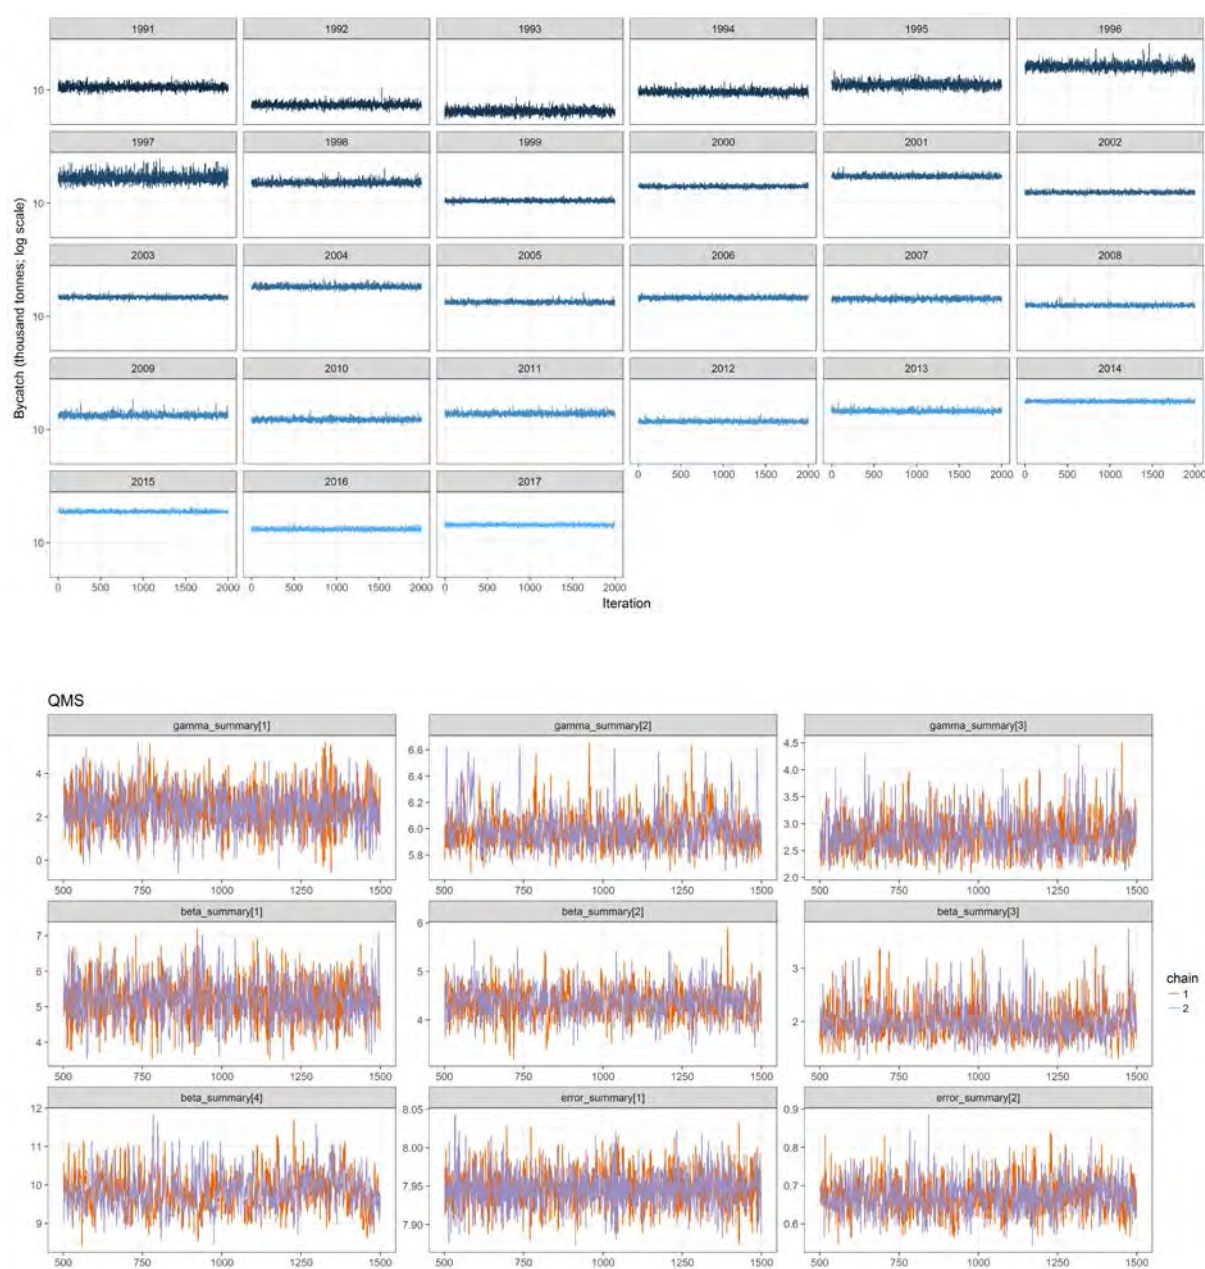 1991 1992 1993 1994 1995 1996
10
1997 1998 1999 2000 2001 2002
10
2003 2004 2005 2006 2007 2008
10
2009 2010 2011 2012 2013 2014
10
0 500 1000 1500 2000 0 500 1000 1500 2000 0 500 1000 1500 2000
2015 2016 2017
10
0 500 1000 1500 2000 0 500 1000 1500 2000 0 500 1000 1500 2000
Bycatch (thousand tonnes; log scale)
Iteration
QMS
gamma_summary[1] gamma_summary[2] gamma_summary[3]
4 2 0
6.6 6.4 6.2 6.0 5.8
4.5 4.0 3.5 3.0 2.5 2.0
500 750 1000 1250 1500 500 750 1000 1250 1500 500 750 1000 1250 1500
beta_summary[1] beta_summary[2] beta_summary[3]
7 6 5 4
6 5 4
3 2
500 750 1000 1250 1500 500 750 1000 1250 1500 500 750 1000 1250 1500
chain
1
2
beta_summary[4] error_summary[1] error_summary[2]
12 11 10 9
8.05 8.00 7.95 7.90
0.9 0.8 0.7 0.6
500 750 1000 1250 1500 500 750 1000 1250 1500 500 750 1000 1250 1500